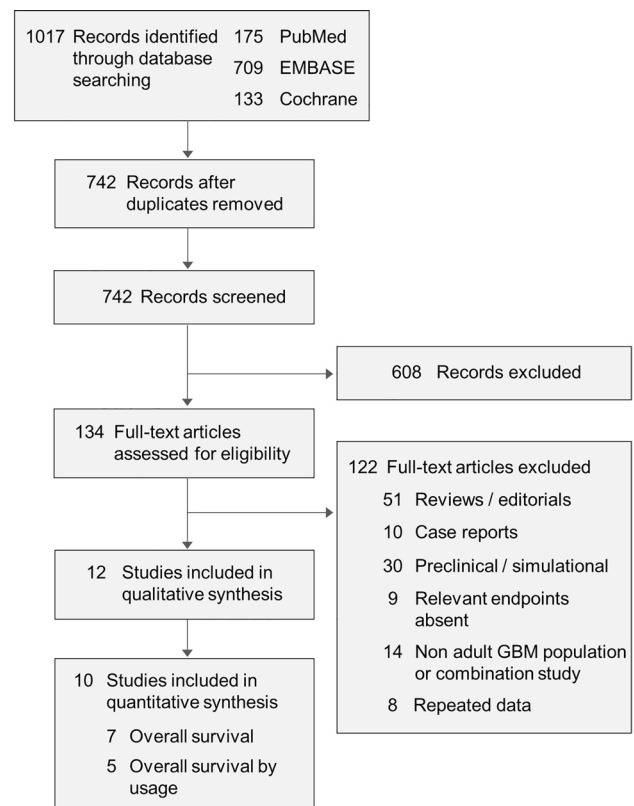 1017 Records identified through database searching
175 PubMed
709 EMBASE
133 Cochrane
742 Records after
duplicates removed
742 Records screened
608 Records excluded
134 Full-text articles
assessed for eligibility
122 Full-text articles excluded
51 Reviews / editorials
10 Case reports
30 Preclinical / simulational
9 Relevant endpoints
absent
14 Non adult GBM population
or combination study
8 Repeated data
12 Studies included in
qualitative synthesis
10 Studies included in
quantitative synthesis
7 Overall survival
5 Overall survival by
usage